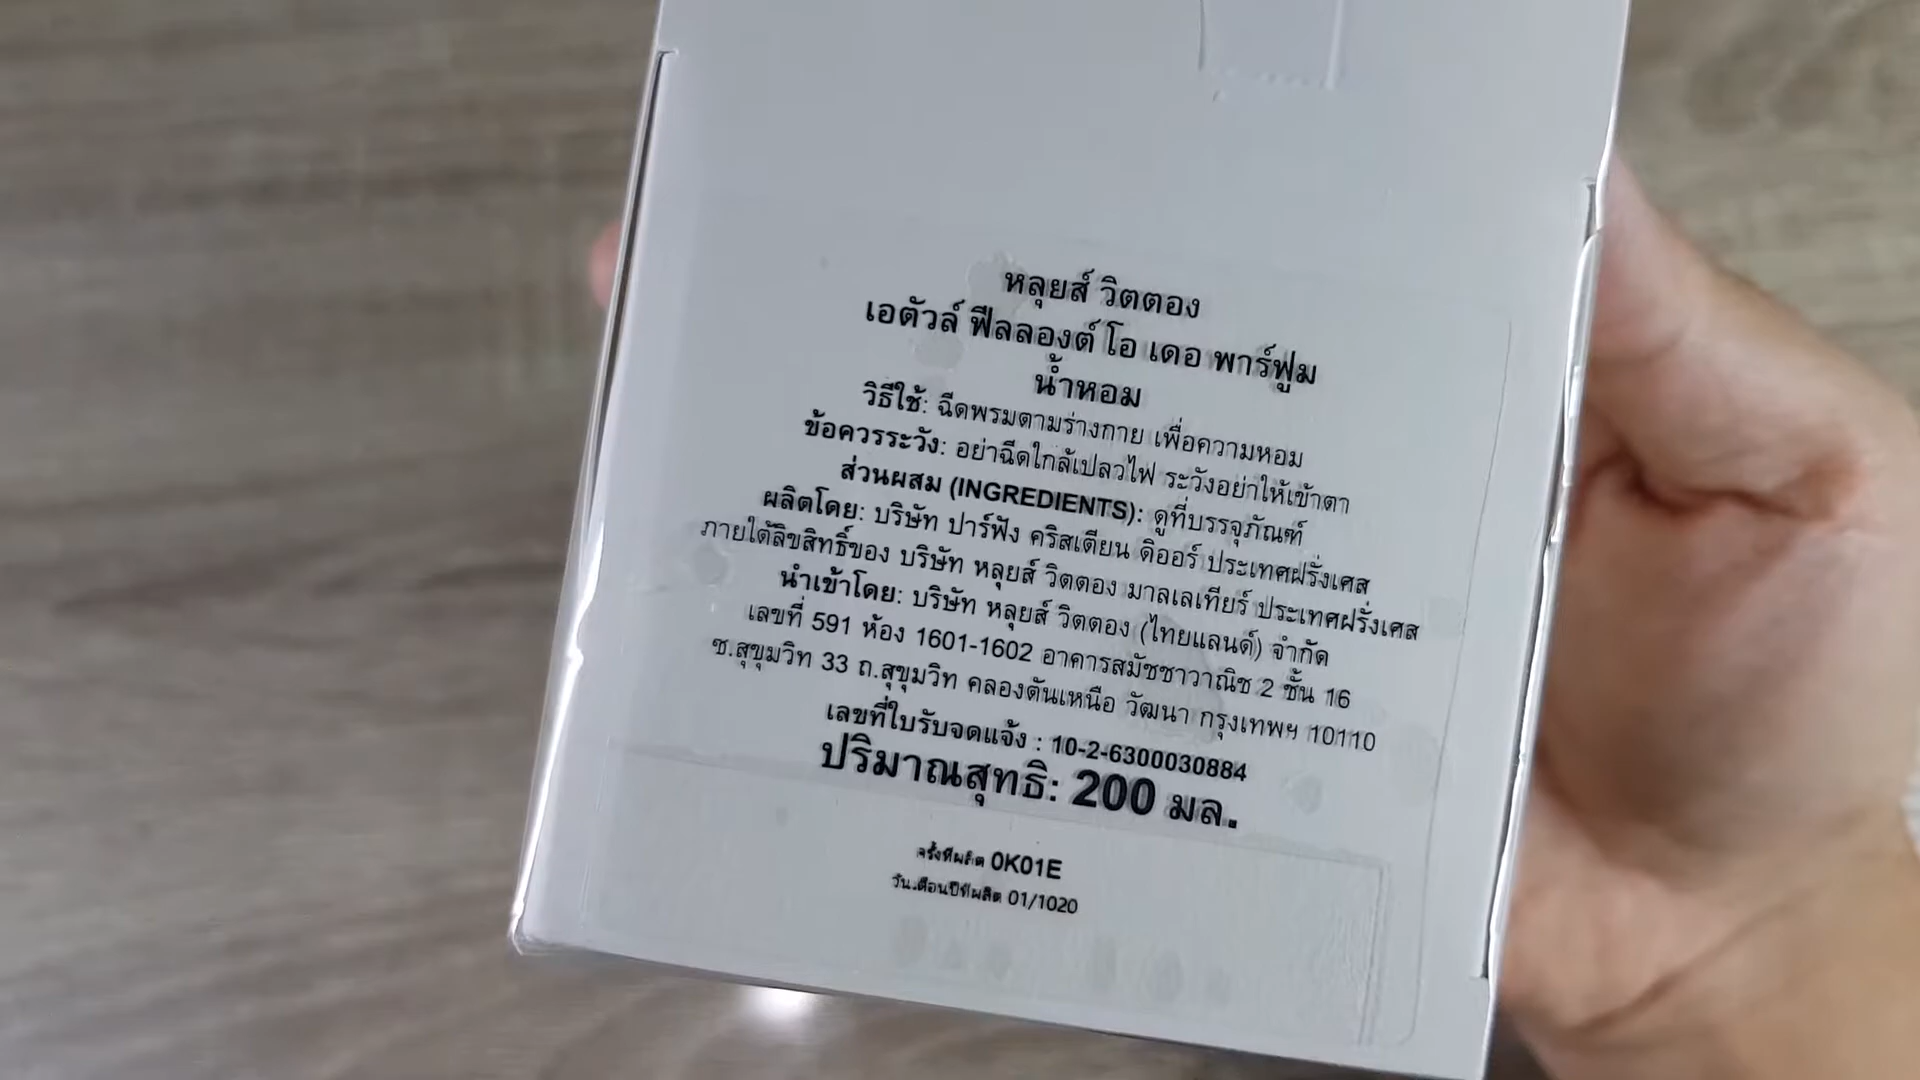 หลุยส์ วิตตอง
เอตัวล์ ฟีลลองต์ โอ เดอ พาร์ฟูม
น้ำหอม
วิธีใช้: ฉีดพรมตามร่างกาย เพื่อความหอม
ข้อควรระวัง: อย่าฉีดใกล้เปลวไฟ ระวังอย่าให้เข้าตา
ส่วนผสม (INGREDIENTS): ดูที่บรรจุภัณฑ์
ผลิตโดย: บริษัท ปาร์ฟัง คริสเตียน ดิออร์ ประเทศฝรั่งเศส
ภายใต้ลิขสิทธิ์ของ บริษัท หลุยส์ วิตตอง มาลเลเทียร์ ประเทศฝรั่งเศส
นำเข้าโดย: บริษัท หลุยส์ วิตตอง (ไทยแลนด์) จำกัด
เลขที่ 591 ห้อง 1601-1602 อาคารสมัชชาวาณิช 2 ชั้น 16
ซ.สุขุมวิท 33 ถ.สุขุมวิท คลองตันเหนือ วัฒนา กรุงเทพฯ 10110
เลขที่ใบรับจดแจ้ง : 10-2-6300030884
ปริมาณสุทธิ: 200 มล.
ครั้งที่ผลิต 0K01E
วันเดือนปีที่ผลิต 01/1020